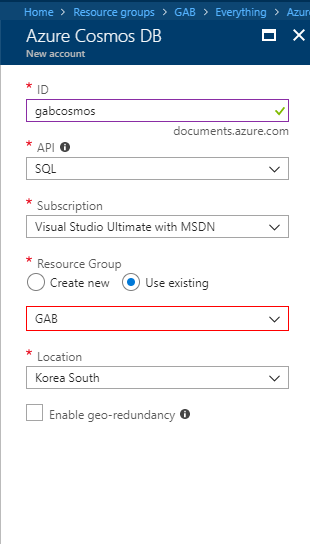 Home > Resource groups > GAB > Everything > Azur
Azure Cosmos DB
New account
* ID
gabcosmos
documents.azure.com
* API
SQL
* Subscription
Visual Studio Ultimate with MSDN
* Resource Group
Create new Use existing
GAB
* Location
Korea South
Enable geo-redundancy